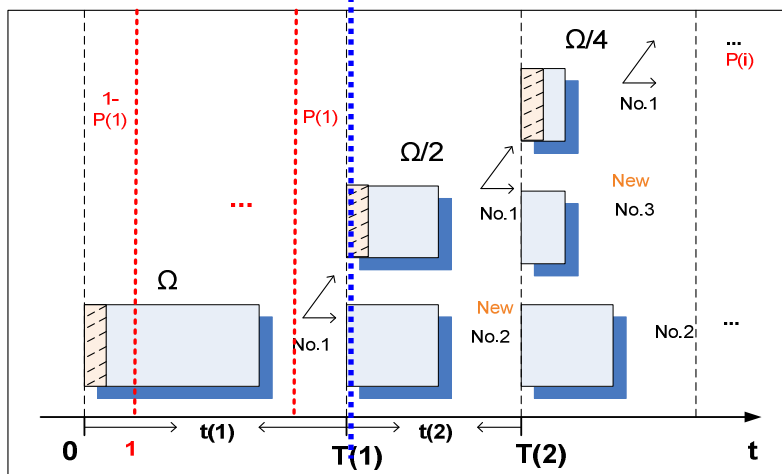 Ω/4
...
P(i)
1-
P(1)
P(1)
No.1
Ω/2
New
...
No.1
No.3
Ω
New
No.1
No.2
No.2
...
t(1)
t(2)
0
1
T(1)
T(2)
t